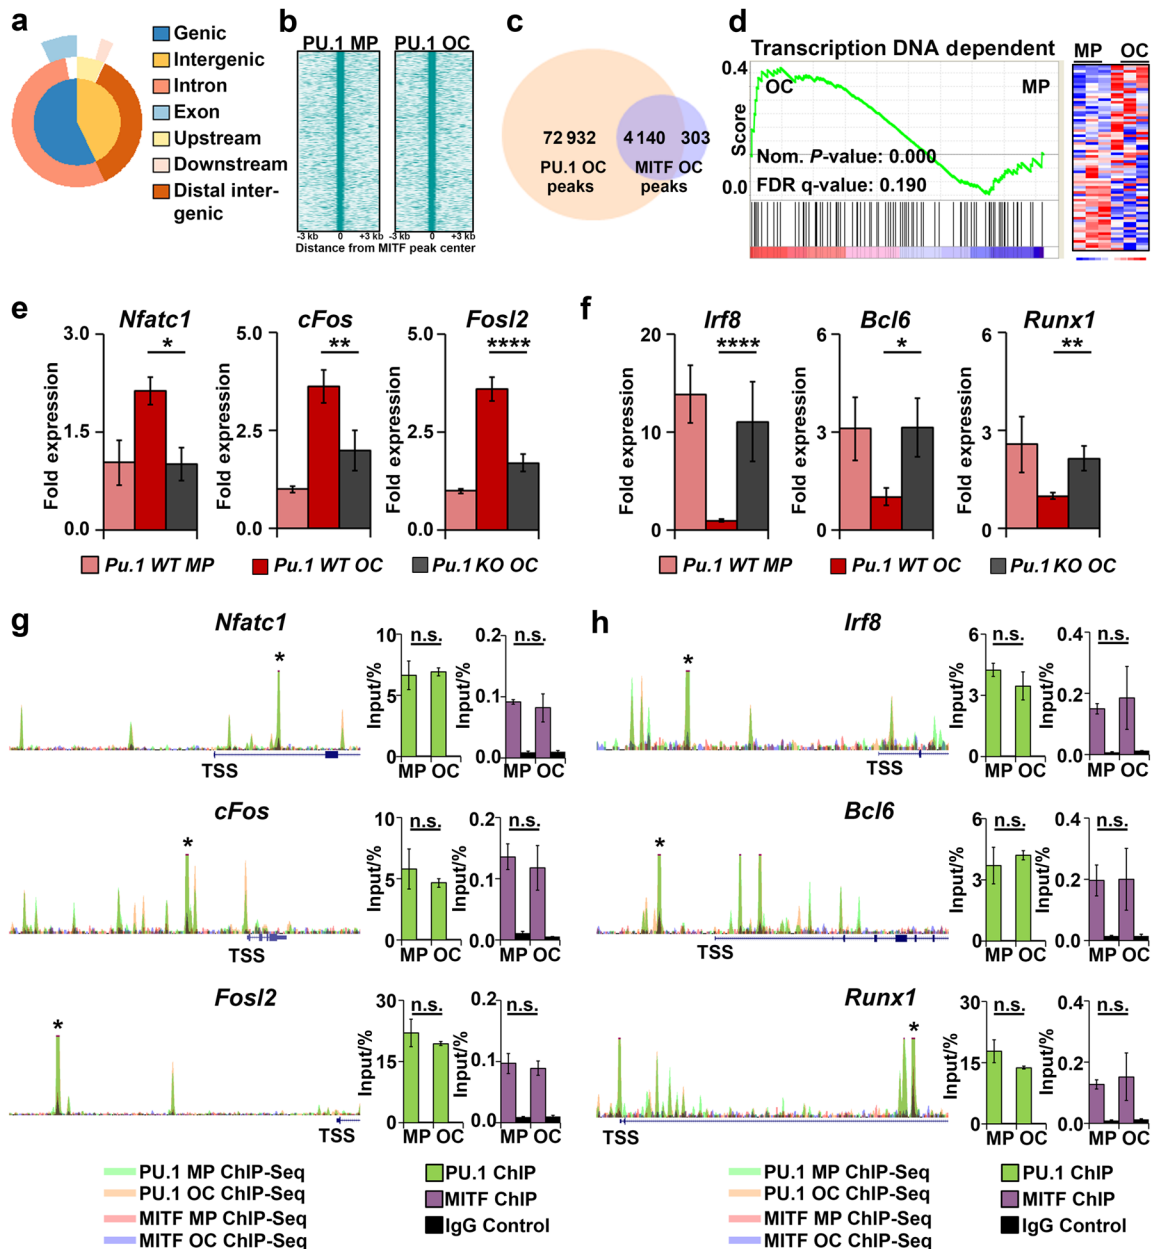 a
Genic
Intergenic
Intron
Exon
Upstream
Downstream
Distal inter-
genic
b
PU.1 MP PU.1 OC
-3 kb 0 +3 kb -3 kb 0 +3 kb
Distance from MITF peak center
c
72 932 4 140 303
PU.1 OC peaks
MITF OC peaks
d
Transcription DNA dependent
0.4
Score
0.0
OC
MP
Nom. P-value: 0.000
FDR q-value: 0.190
MP OC
e
Nfatc1
Fold expression
3.0
1.5
0.0
*
cFos
Fold expression
5.0
2.5
0.0
**
Fosl2
Fold expression
5.0
2.5
0.0
****
Pu.1 WT MP
Pu.1 WT OC
Pu.1 KO OC
f
Irf8
Fold expression
20
10
0
****
Bcl6
Fold expression
6
3
0
*
Runx1
Fold expression
6
3
0
**
Pu.1 WT MP
Pu.1 WT OC
Pu.1 KO OC
g
Nfatc1
*
TSS
Input/%
10
5
0
n.s.
MP OC
Input/%
0.2
0.1
0.0
n.s.
MP OC
cFos
*
TSS
Input/%
10
5
0
n.s.
MP OC
Input/%
0.2
0.1
0.0
n.s.
MP OC
Fosl2
*
TSS
Input/%
30
15
0
n.s.
MP OC
Input/%
0.2
0.1
0.0
n.s.
MP OC
PU.1 MP ChIP-Seq
PU.1 OC ChIP-Seq
MITF MP ChIP-Seq
MITF OC ChIP-Seq
PU.1 ChIP
MITF ChIP
IgG Control
h
Irf8
*
TSS
Input/%
6
3
0
n.s.
MP OC
Input/%
0.4
0.2
0.0
n.s.
MP OC
Bcl6
*
TSS
Input/%
6
3
0
n.s.
MP OC
Input/%
0.4
0.2
0.0
n.s.
MP OC
Runx1
*
TSS
Input/%
30
15
0
n.s.
MP OC
Input/%
0.4
0.2
0.0
n.s.
MP OC
PU.1 MP ChIP-Seq
PU.1 OC ChIP-Seq
MITF MP ChIP-Seq
MITF OC ChIP-Seq
PU.1 ChIP
MITF ChIP
IgG Control